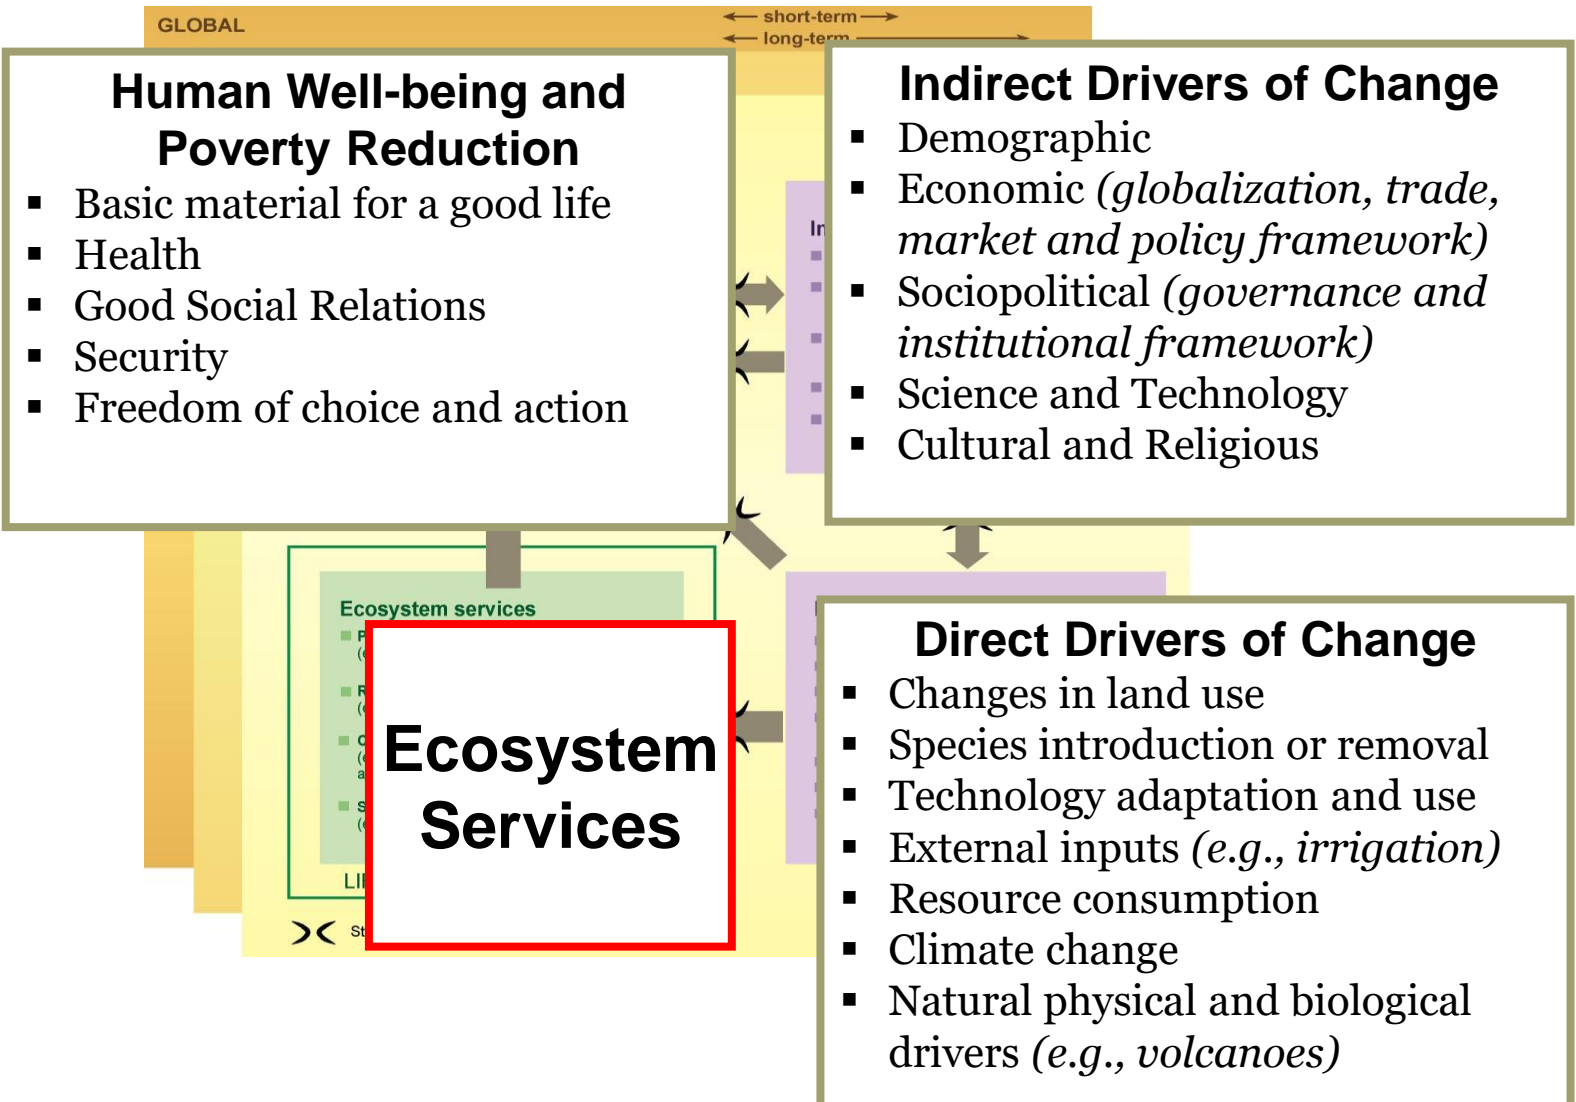 GLOBAL
short-term
long-term
Human Well-being and
Poverty Reduction
▪ Basic material for a good life
▪ Health
▪ Good Social Relations
▪ Security
▪ Freedom of choice and action
Indirect Drivers of Change
▪ Demographic
▪ Economic (globalization, trade,
market and policy framework)
▪ Sociopolitical (governance and
institutional framework)
▪ Science and Technology
▪ Cultural and Religious
Ecosystem services
Ecosystem
Services
Direct Drivers of Change
▪ Changes in land use
▪ Species introduction or removal
▪ Technology adaptation and use
▪ External inputs (e.g., irrigation)
▪ Resource consumption
▪ Climate change
▪ Natural physical and biological
drivers (e.g., volcanoes)